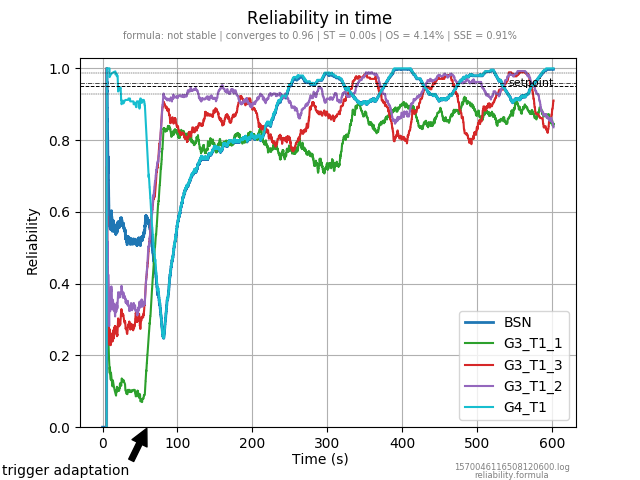 Reliability in time
formula: not stable | converges to 0.96 | ST = 0.00s | OS = 4.14% | SSE = 0.91%
1.0
0.8
0.6
0.4
0.2
0.0
Reliability
setpoint
BSN
G3_T1_1
G3_T1_3
G3_T1_2
G4_T1
0 100 200 300 400 500 600
Time (s)
trigger adaptation
1570046116508120600.log
reliability.formula